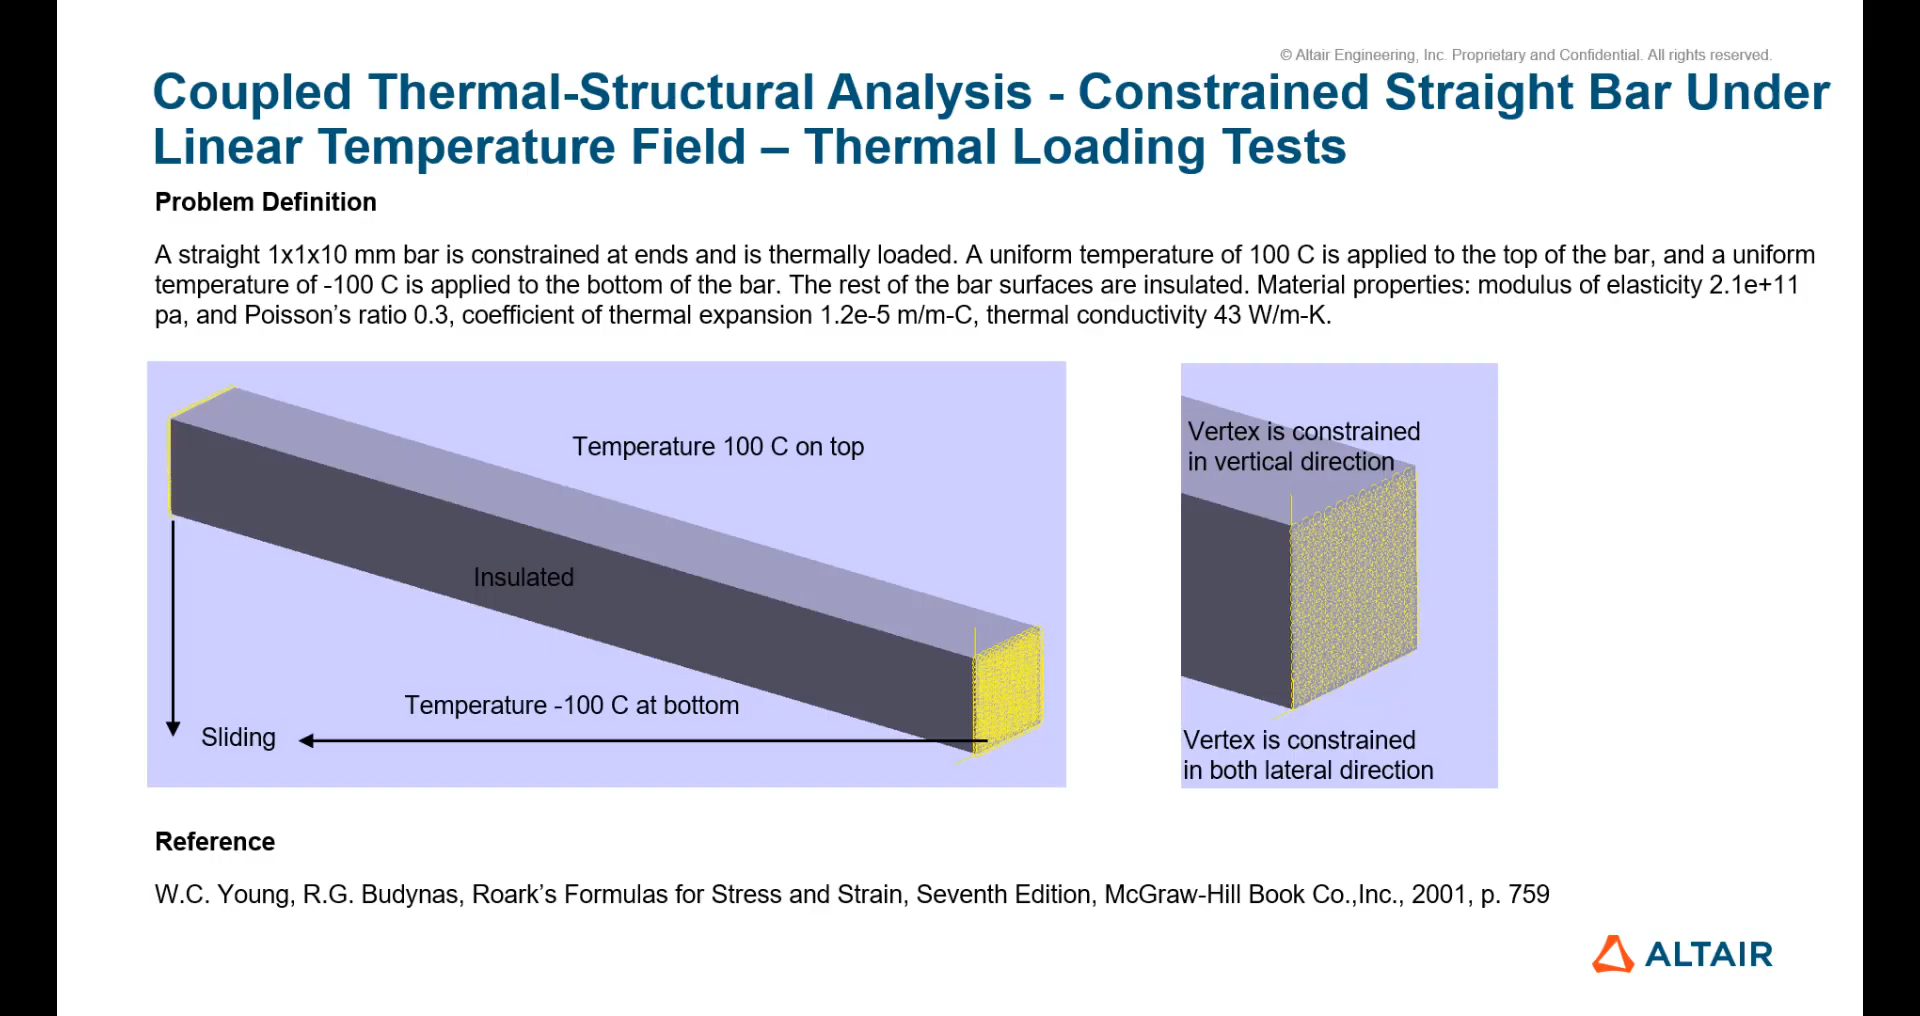 © Altair Engineering, Inc. Proprietary and Confidential. All rights reserved.
Coupled Thermal-Structural Analysis - Constrained Straight Bar Under
Linear Temperature Field – Thermal Loading Tests
Problem Definition
A straight 1x1x10 mm bar is constrained at ends and is thermally loaded. A uniform temperature of 100 C is applied to the top of the bar, and a uniform
temperature of -100 C is applied to the bottom of the bar. The rest of the bar surfaces are insulated. Material properties: modulus of elasticity 2.1e+11
pa, and Poisson’s ratio 0.3, coefficient of thermal expansion 1.2e-5 m/m-C, thermal conductivity 43 W/m-K.
Temperature 100 C on top
Insulated
Temperature -100 C at bottom
Sliding
Vertex is constrained
in vertical direction
Vertex is constrained
in both lateral direction
Reference
W.C. Young, R.G. Budynas, Roark’s Formulas for Stress and Strain, Seventh Edition, McGraw-Hill Book Co.,Inc., 2001, p. 759
ALTAIR